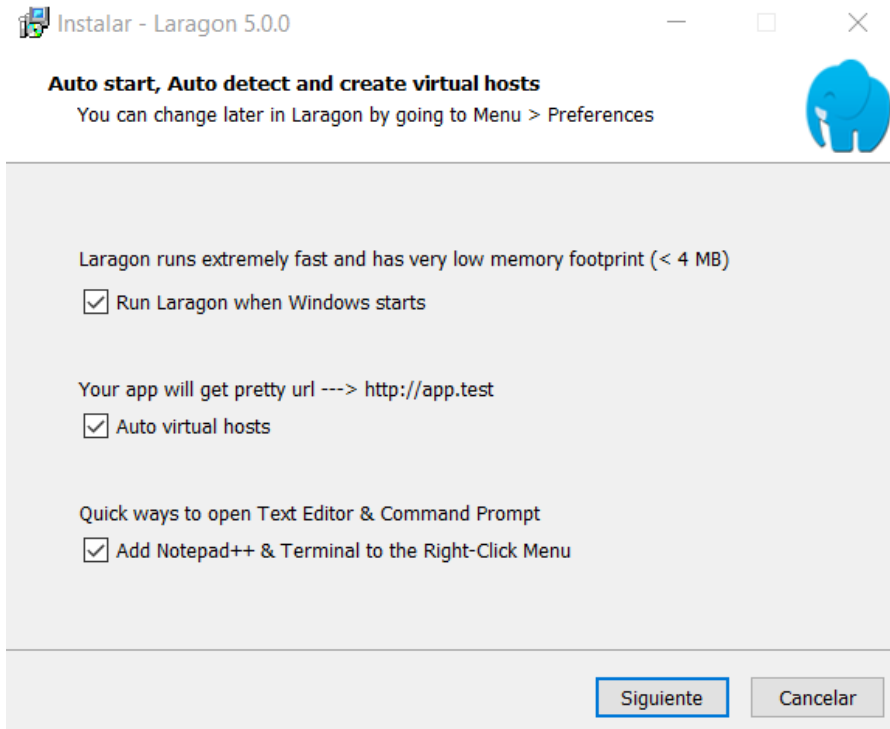 Instalar - Laragon 5.0.0
Auto start, Auto detect and create virtual hosts
You can change later in Laragon by going to Menu > Preferences
Laragon runs extremely fast and has very low memory footprint (< 4 MB)
Run Laragon when Windows starts
Your app will get pretty url ---> http://app.test
Auto virtual hosts
Quick ways to open Text Editor & Command Prompt
Add Notepad++ & Terminal to the Right-Click Menu
Siguiente Cancelar